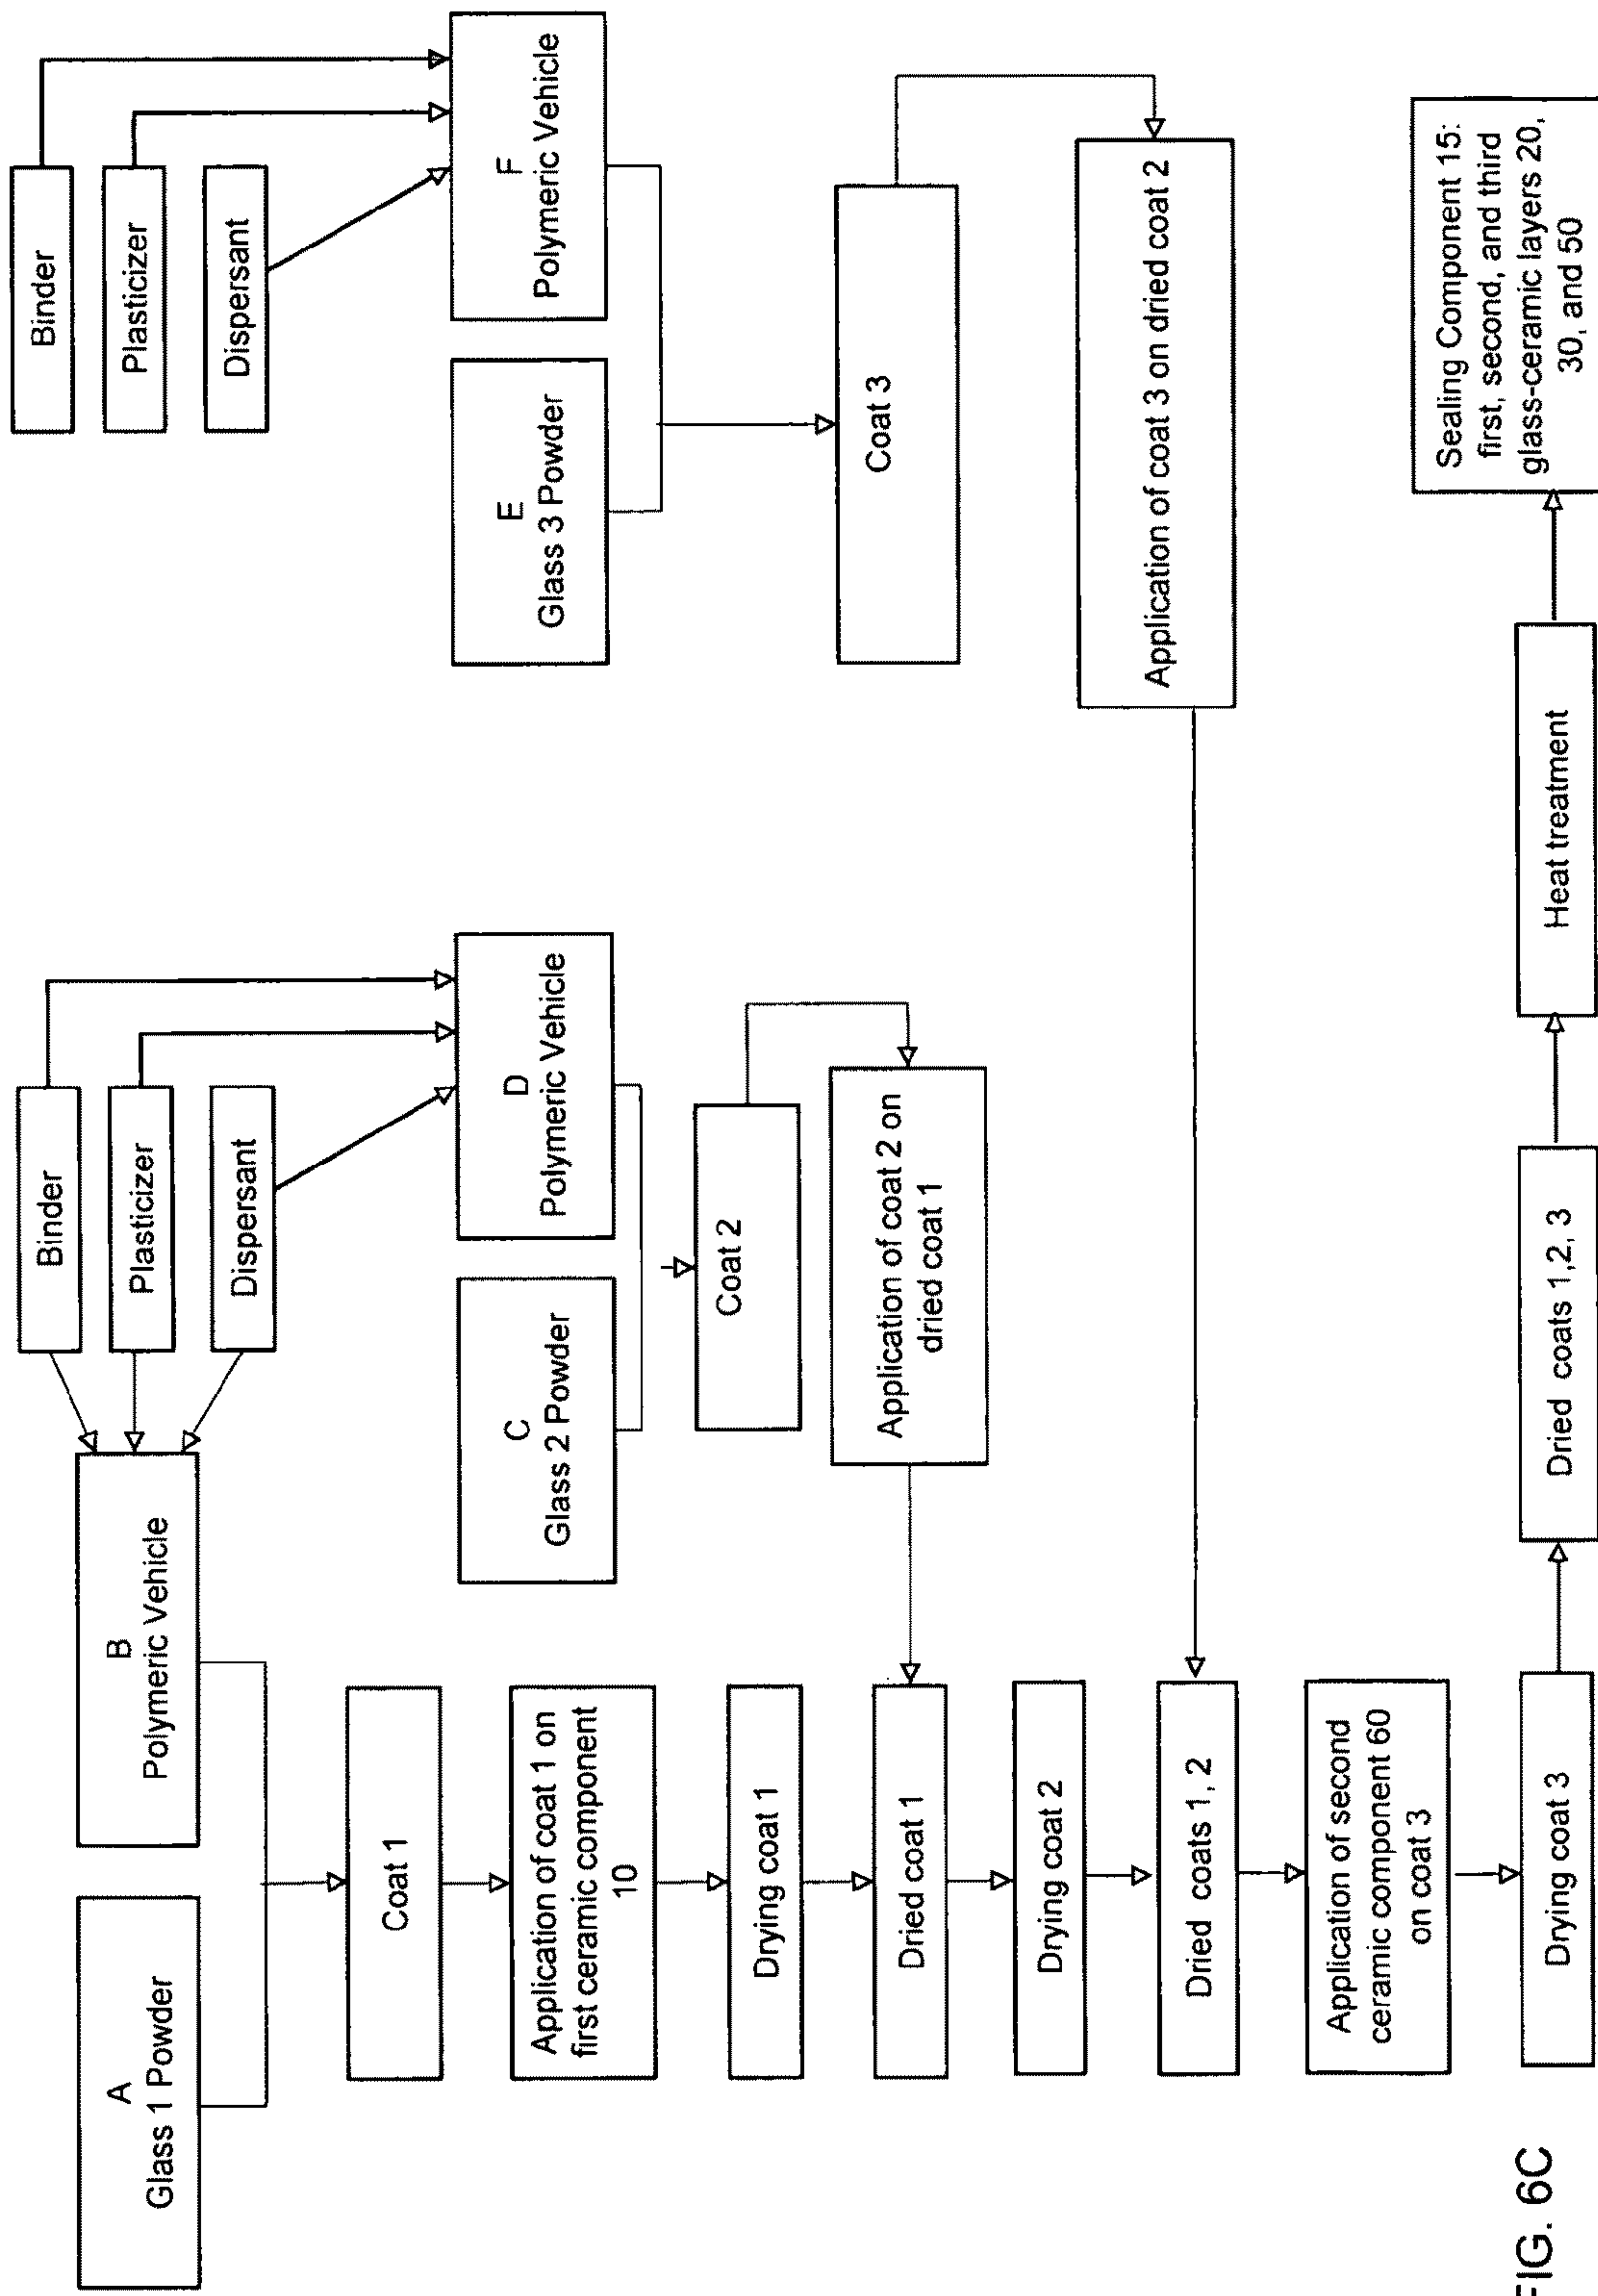 A
Glass 1 Powder
B
Polymeric Vehicle
Binder
Plasticizer
Dispersant
Binder
Plasticizer
Dispersant
C
Glass 2 Powder
D
Polymeric Vehicle
E
Glass 3 Powder
F
Polymeric Vehicle
Coat 1
Application of coat 1 on
first ceramic component
10
Drying coat 1
Dried coat 1
Drying coat 2
Dried coats 1, 2
Application of second
ceramic component 60
on coat 3
Drying coat 3
Coat 2
Application of coat 2 on
dried coat 1
Coat 3
Application of coat 3 on dried coat 2
Dried coats 1,2, 3
Heat treatment
Sealing Component 15:
first, second, and third
glass-ceramic layers 20,
30, and 50
FIG. 6C